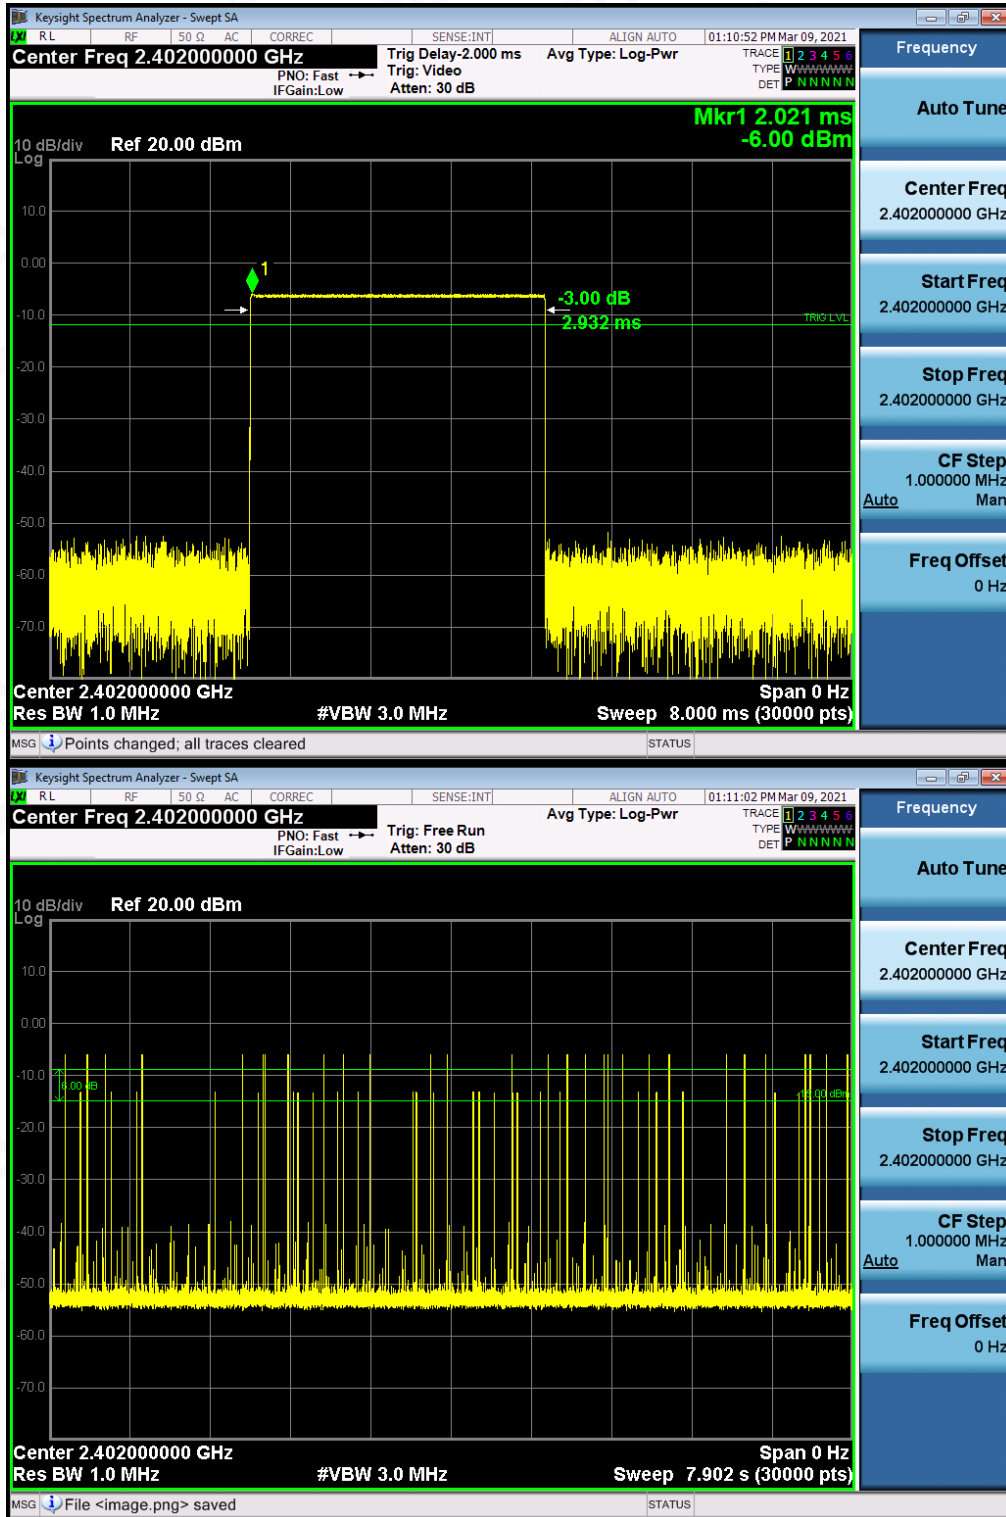 Keysight Spectrum Analyzer - Swept SA
LXI RL RF 50 Ω AC CORREC SENSE:INT ALIGN AUTO 01:10:52 PM Mar 09, 2021
Center Freq 2.402000000 GHz
PNO: Fast
IFGain:Low
Trig Delay-2.000 ms
Trig: Video
Atten: 30 dB
Avg Type: Log-Pwr
TRACE 1 2 3 4 5 6
TYPE WWWWWW
DET P N N N N N
Mkr1 2.021 ms
-6.00 dBm
10 dB/div Ref 20.00 dBm
Log
10.0
0.00
-10.0
-20.0
-30.0
-40.0
-50.0
-60.0
-70.0
1
-3.00 dB
2.932 ms
TRIG LVL
Center 2.402000000 GHz Span 0 Hz
Res BW 1.0 MHz #VBW 3.0 MHz Sweep 8.000 ms (30000 pts)
MSG Points changed; all traces cleared STATUS
Frequency
Auto Tune
Center Freq
2.402000000 GHz
Start Freq
2.402000000 GHz
Stop Freq
2.402000000 GHz
CF Step
1.000000 MHz
Auto Man
Freq Offset
0 Hz
Keysight Spectrum Analyzer - Swept SA
LXI RL RF 50 Ω AC CORREC SENSE:INT ALIGN AUTO 01:11:02 PM Mar 09, 2021
Center Freq 2.402000000 GHz
PNO: Fast
IFGain:Low
Trig: Free Run
Atten: 30 dB
Avg Type: Log-Pwr
TRACE 1 2 3 4 5 6
TYPE WWWWWW
DET P N N N N N
10 dB/div Ref 20.00 dBm
Log
10.0
0.00
-10.0
-20.0
-30.0
-40.0
-50.0
-60.0
-70.0
6.00 dB
-15.00 dBm
Center 2.402000000 GHz Span 0 Hz
Res BW 1.0 MHz #VBW 3.0 MHz Sweep 7.902 s (30000 pts)
MSG File <image.png> saved STATUS
Frequency
Auto Tune
Center Freq
2.402000000 GHz
Start Freq
2.402000000 GHz
Stop Freq
2.402000000 GHz
CF Step
1.000000 MHz
Auto Man
Freq Offset
0 Hz